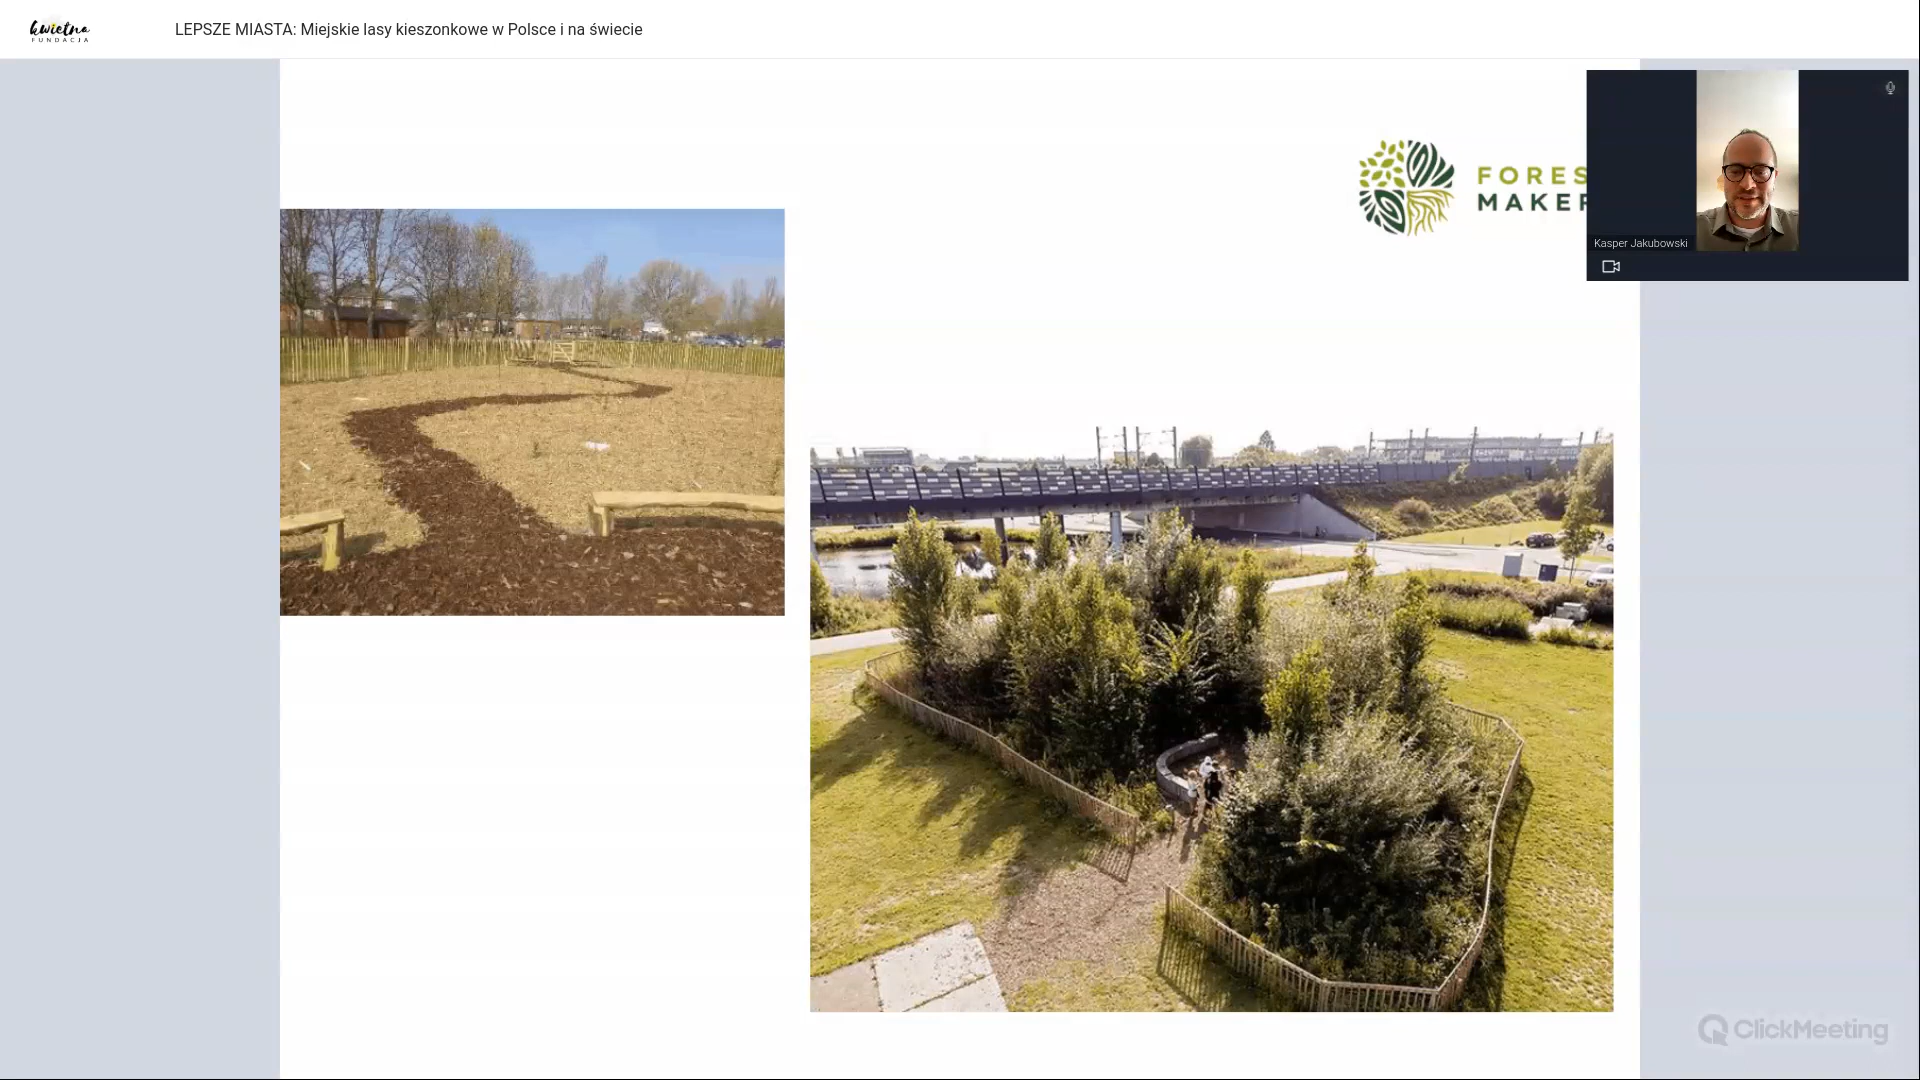 kwietna
FUNDACJA
LEPSZE MIASTA: Miejskie lasy kieszonkowe w Polsce i na świecie
FORES
MAKER
Kasper Jakubowski
ClickMeeting